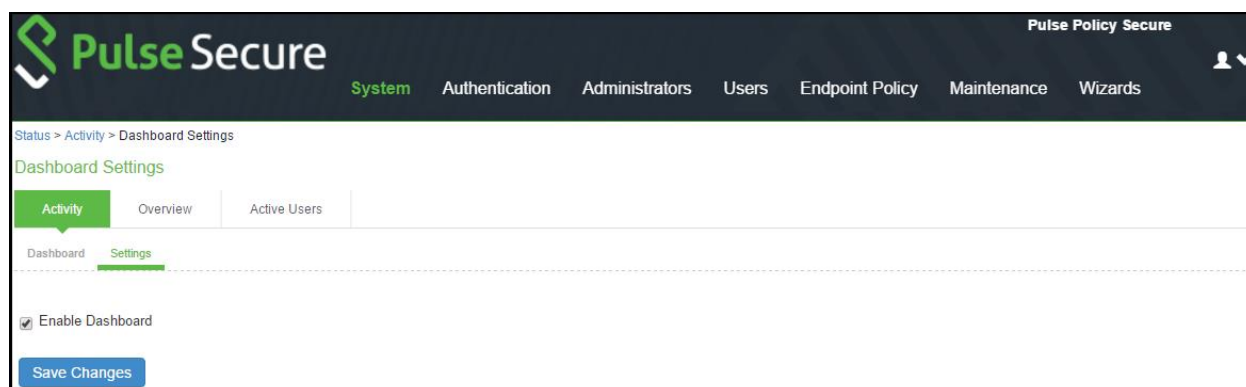 Pulse Policy Secure
Pulse Secure
System Authentication Administrators Users Endpoint Policy Maintenance Wizards
Status > Activity > Dashboard Settings
Dashboard Settings
Activity Overview Active Users
Dashboard Settings
Enable Dashboard
Save Changes